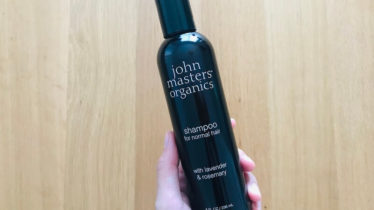 john
masters
organics
shampoo
for normal hair
with lavender
& rosemary